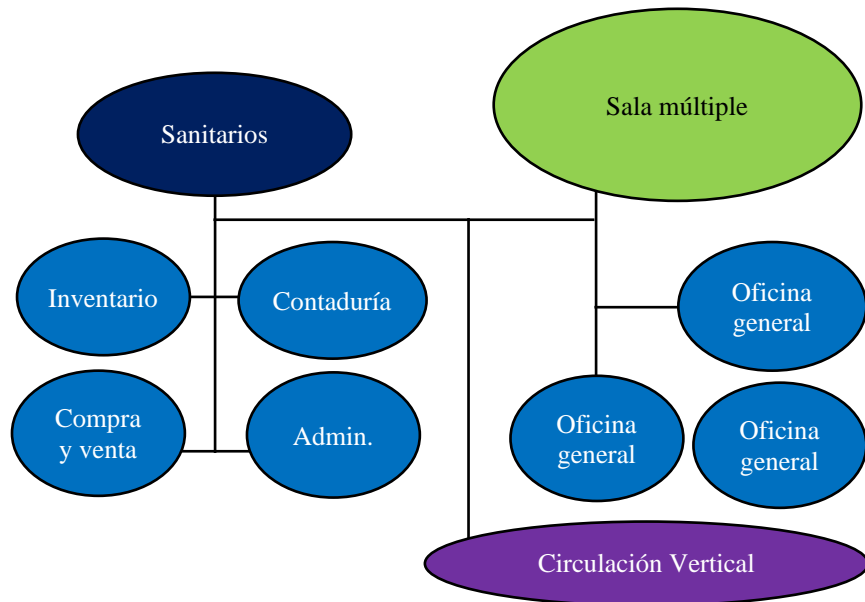 Sala múltiple
Sanitarios
Inventario
Contaduría
Oficina
general
Compra
y venta
Admin.
Oficina
general
Oficina
general
Circulación Vertical